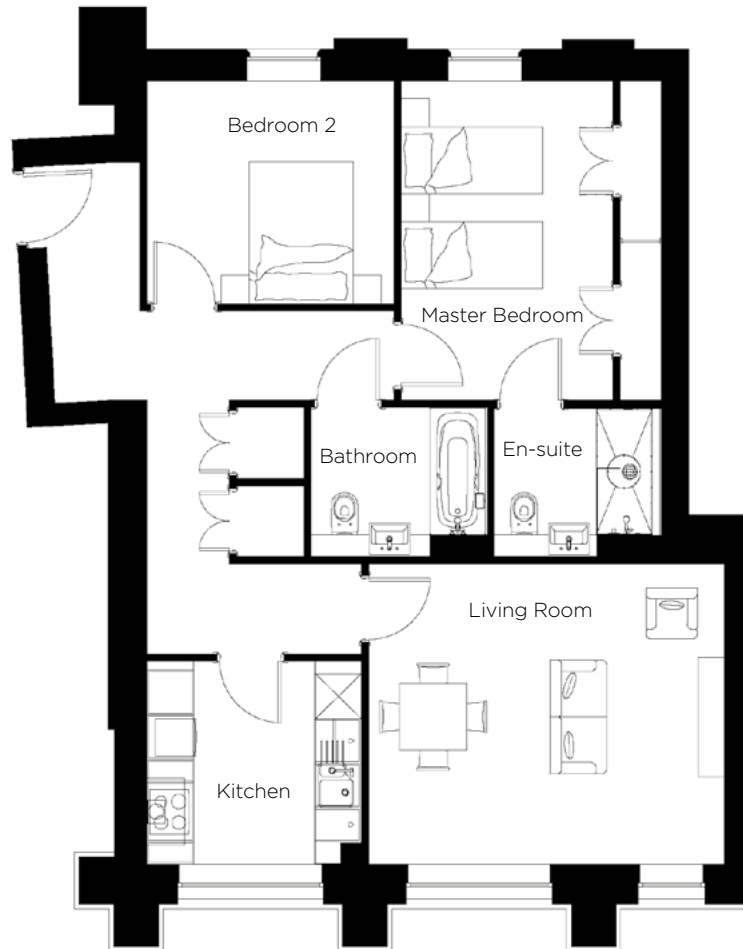 Bedroom 2
Master Bedroom
Bathroom
En-suite
Living Room
Kitchen